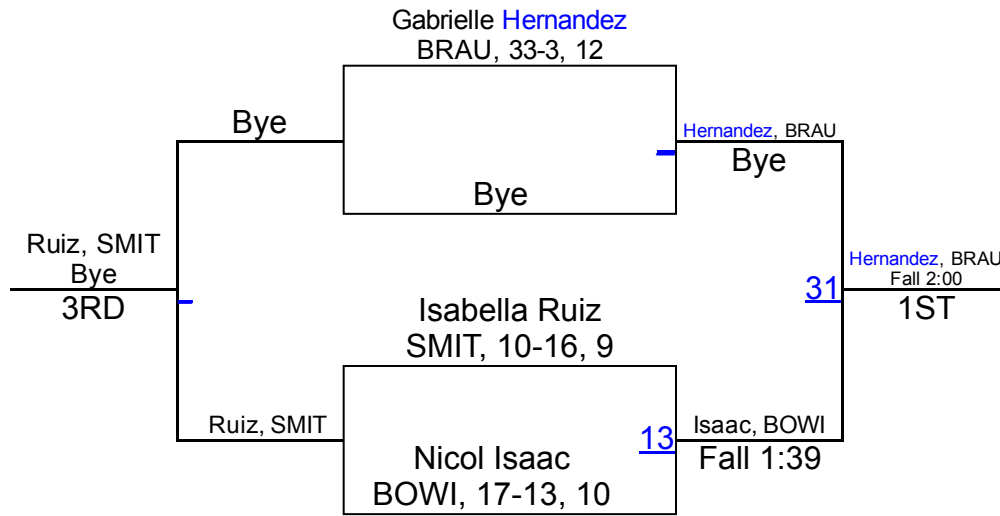 Gabrielle Hernandez
BRAU, 33-3, 12
Bye
Hernandez, BRAU
Bye
Bye
Ruiz, SMIT
Bye
3RD
Hernandez, BRAU
Fall 2:00
31
1ST
Isabella Ruiz
SMIT, 10-16, 9
Ruiz, SMIT
13
Isaac, BOWI
Fall 1:39
Nicol Isaac
BOWI, 17-13, 10